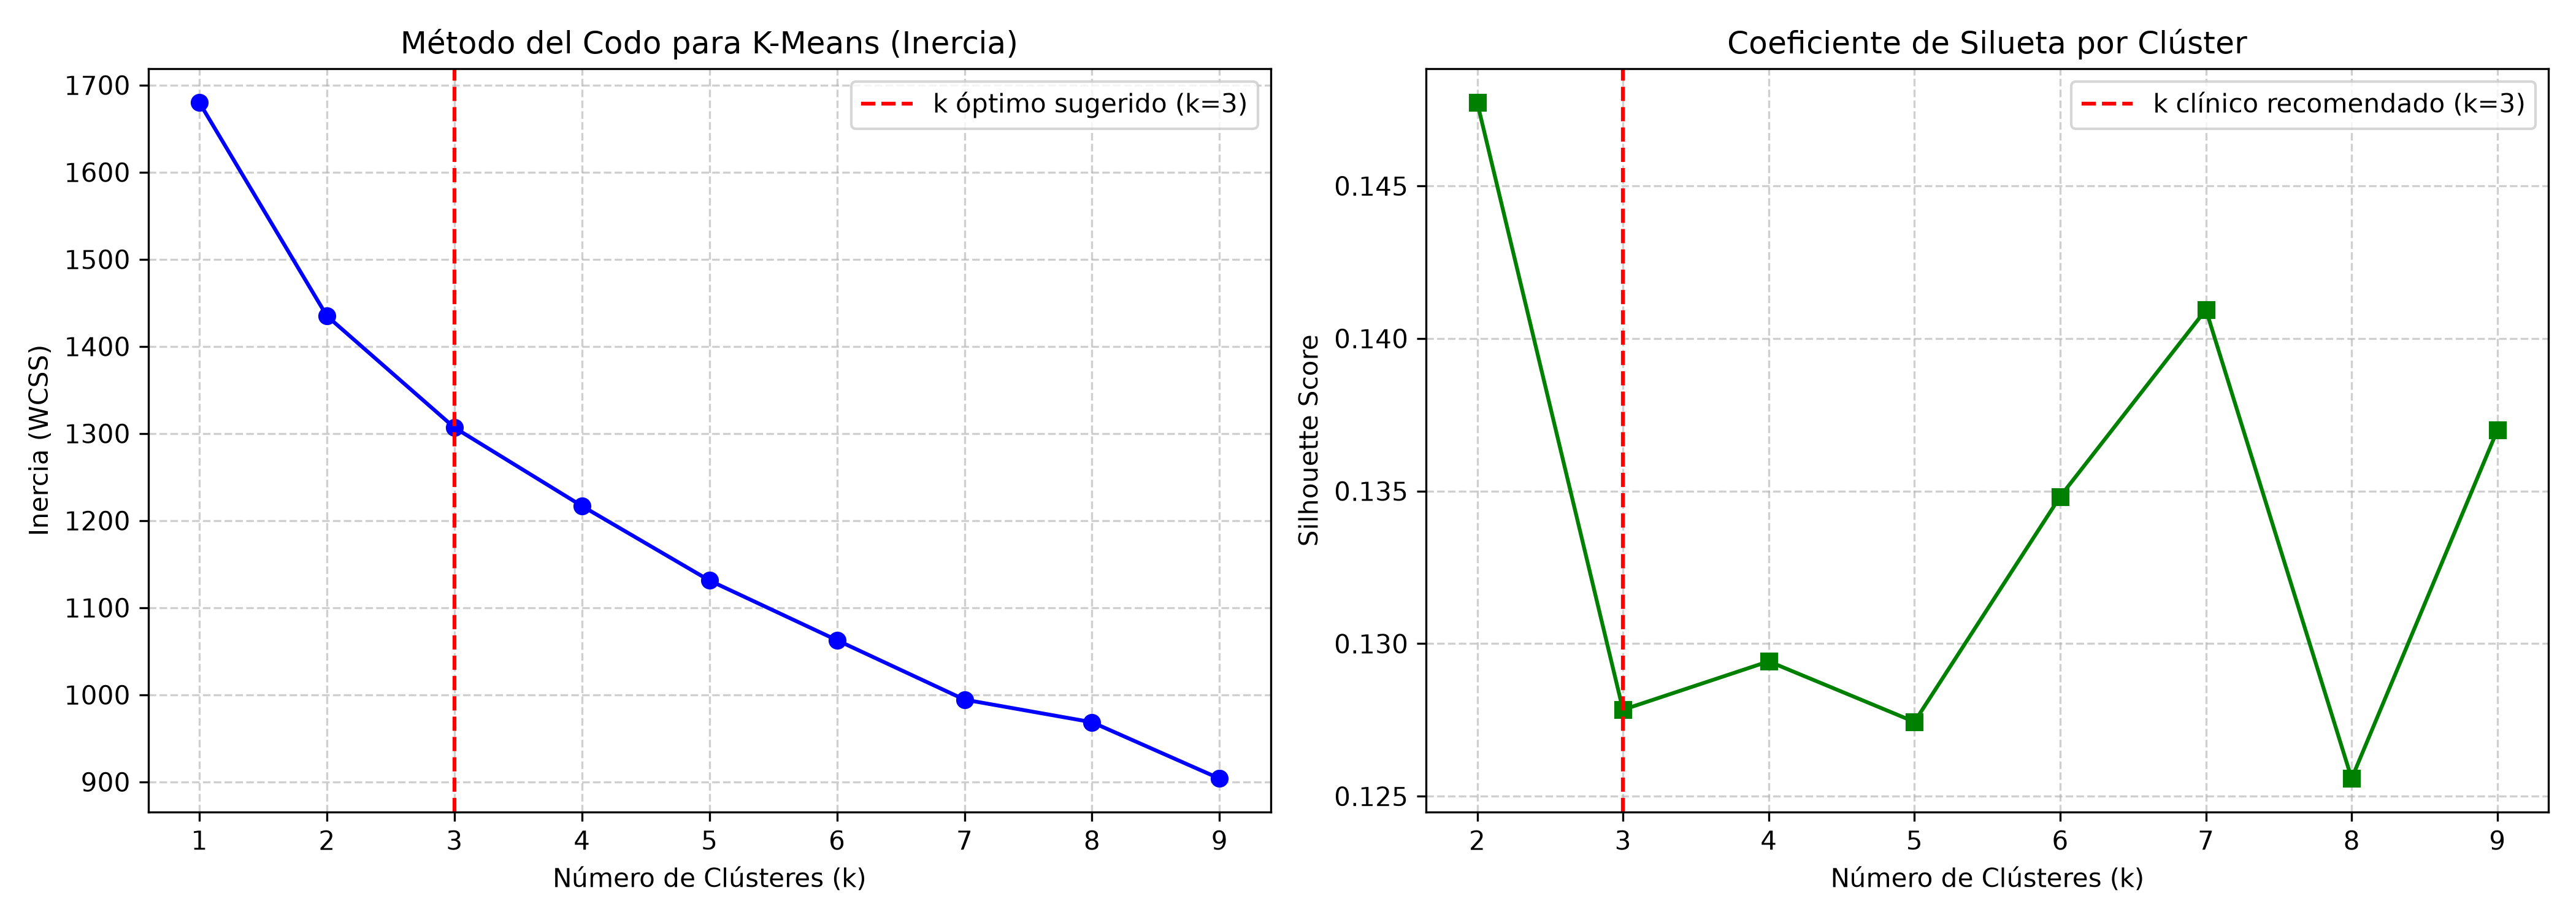 Método del Codo para K-Means (Inercia)
k óptimo sugerido (k=3)
Inercia (WCSS)
1700
1600
1500
1400
1300
1200
1100
1000
900
1 2 3 4 5 6 7 8 9
Número de Clústeres (k)
Coeficiente de Silueta por Clúster
k clínico recomendado (k=3)
Silhouette Score
0.145
0.140
0.135
0.130
0.125
2 3 4 5 6 7 8 9
Número de Clústeres (k)